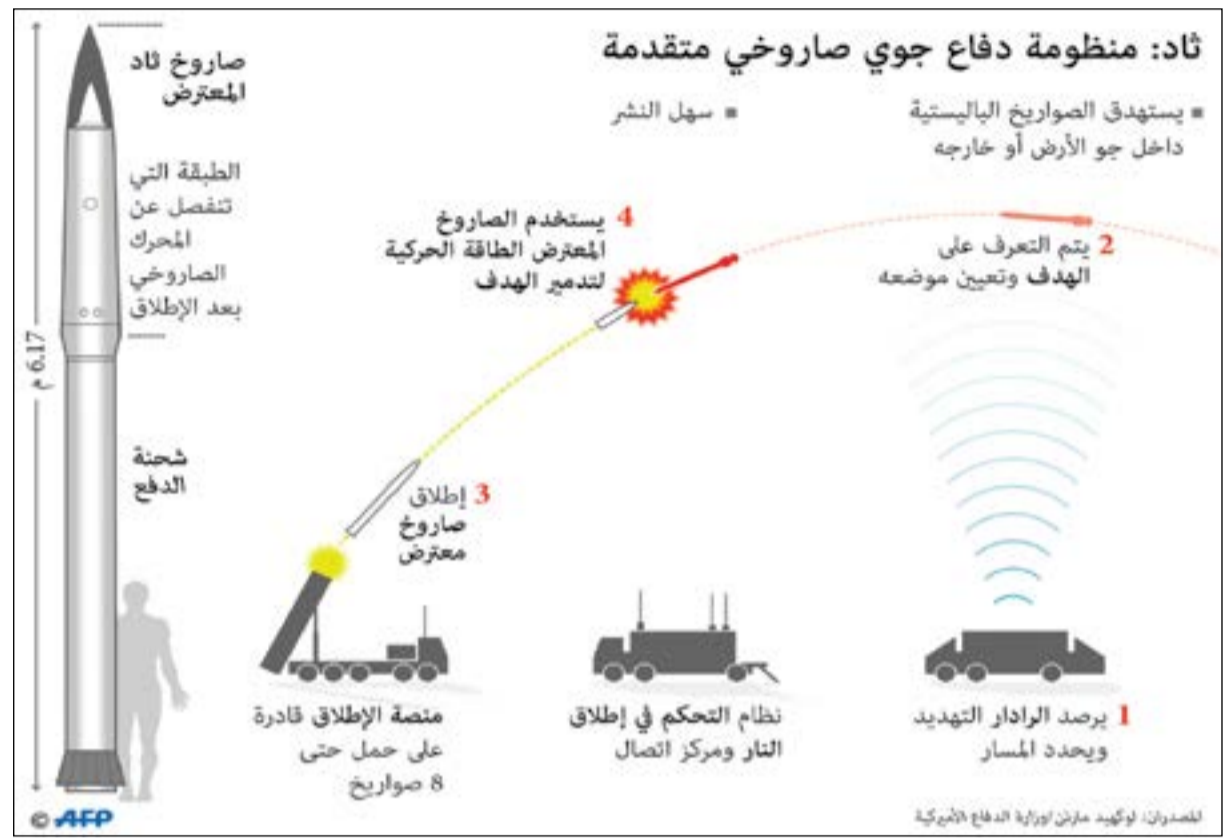 ثاد: منظومة دفاع جوي صاروخي متقدمة
▪ يستهدق الصواريخ الباليستية
داخل جو الأرض أو خارجه
▪ سهل النشر
صاروخ ثاد
المعترض
الطبقة التي
تنفصل عن
المحرك
الصاروخي
بعد الإطلاق
6.17 م
شحنة
الدفع
1 يرصد الرادار التهديد
ويحدد المسار
2 يتم التعرف على
الهدف وتعيين موضعه
3 إطلاق
صاروخ
معترض
4 يستخدم الصاروخ
المعترض الطاقة الحركية
لتدمير الهدف
نظام التحكم في إطلاق
النار ومركز اتصال
منصة الإطلاق قادرة
على حمل حتى
8 صواريخ
المصدران: لوكهيد مارتن/وزارة الدفاع الأميركية
© AFP